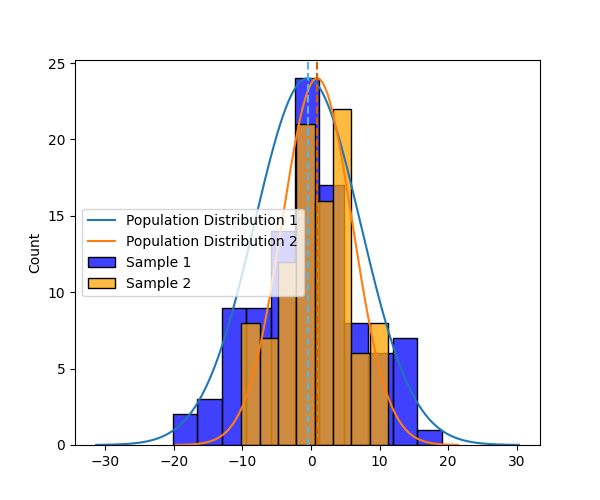 25
20
15
10
5
0
Count
Population Distribution 1
Population Distribution 2
Sample 1
Sample 2
−30 −20 −10 0 10 20 30